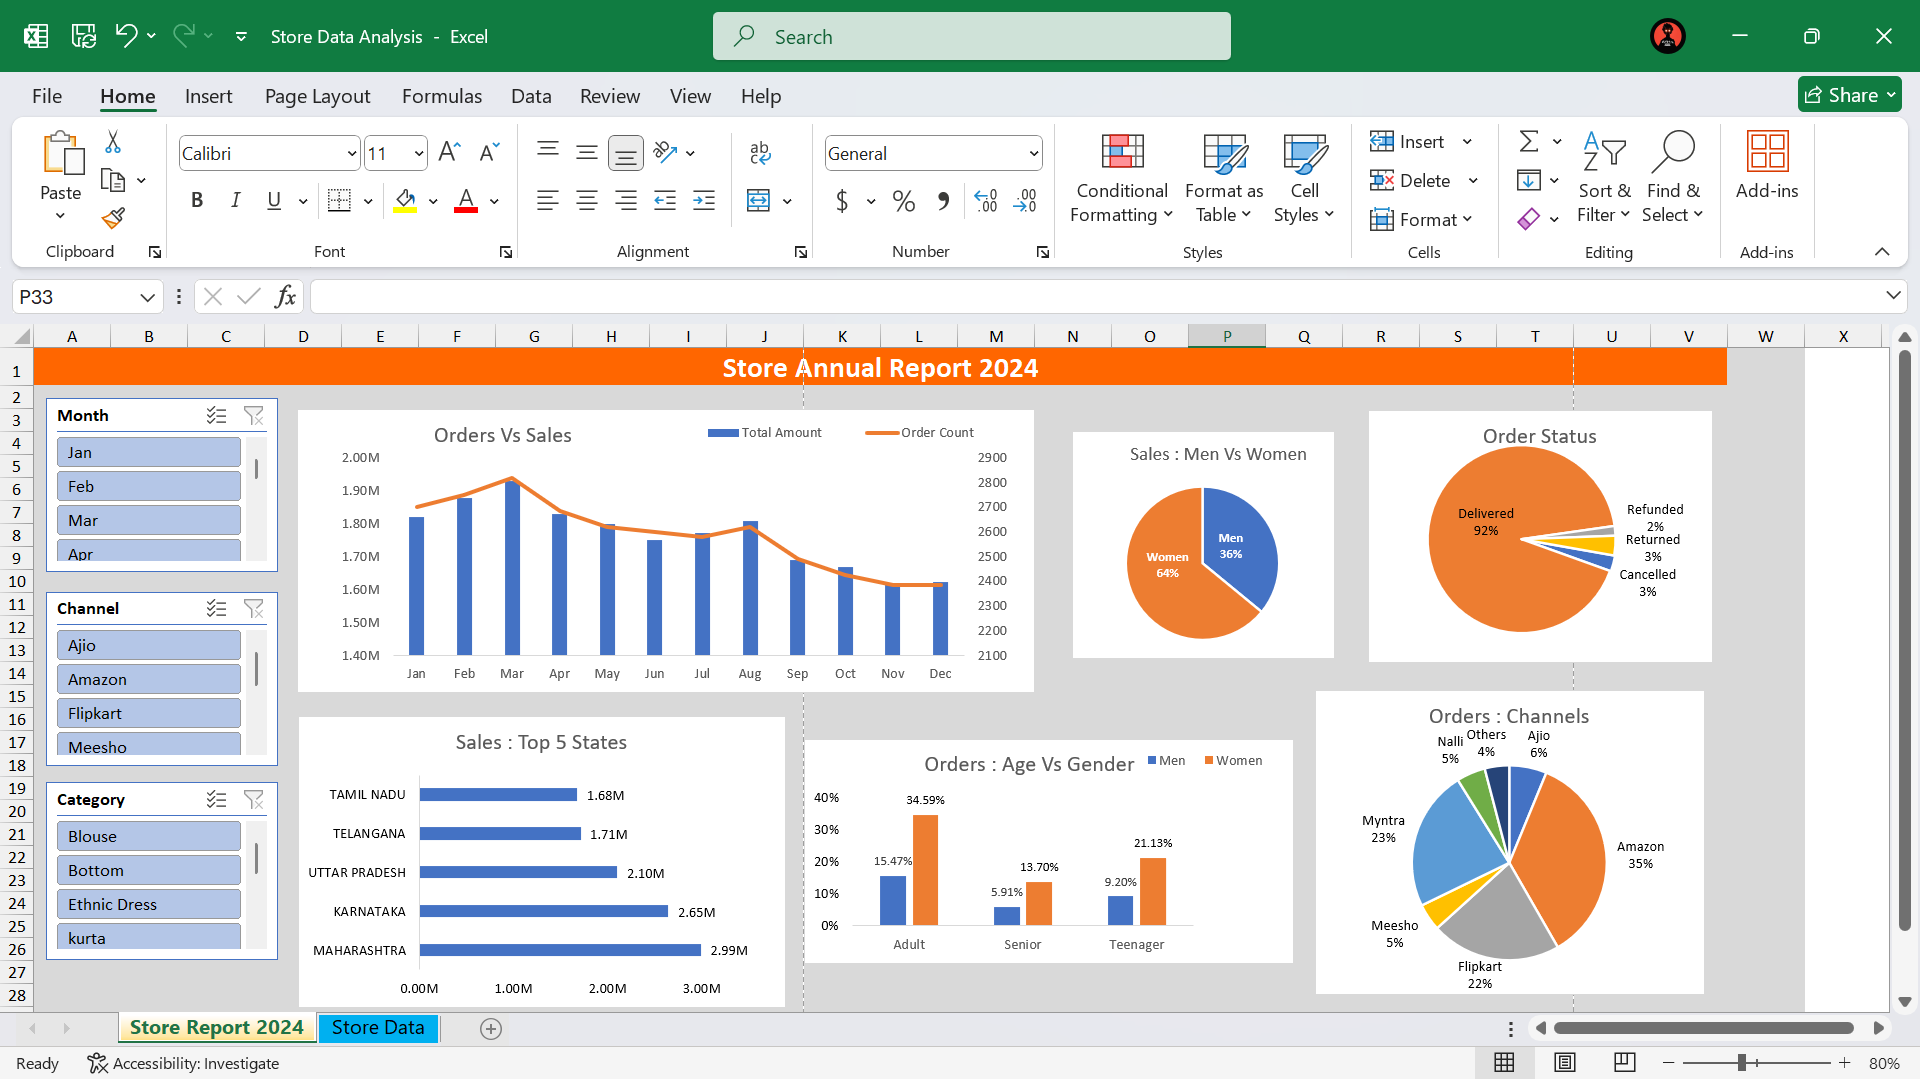 Store Data Analysis - Excel
Search
File Home Insert Page Layout Formulas Data Review View Help
Share
Paste
Clipboard
Calibri 11
B I U
Font
ab
Alignment
General
$ % ,
Number
Conditional Formatting
Format as Table
Cell Styles
Styles
Insert
Delete
Format
Cells
Sort & Filter
Find & Select
Editing
Add-ins
Add-ins
P33
fx
A B C D E F G H I J K L M N O P Q R S T U V W X
1
2
3
4
5
6
7
8
9
10
11
12
13
14
15
16
17
18
19
20
21
22
23
24
25
26
27
28
Store Annual Report 2024
Month
Jan
Feb
Mar
Apr
Channel
Ajio
Amazon
Flipkart
Meesho
Category
Blouse
Bottom
Ethnic Dress
kurta
Orders Vs Sales
Total Amount Order Count
2.00M
1.90M
1.80M
1.70M
1.60M
1.50M
1.40M
2900
2800
2700
2600
2500
2400
2300
2200
2100
Jan Feb Mar Apr May Jun Jul Aug Sep Oct Nov Dec
Sales : Men Vs Women
Men
36%
Women
64%
Order Status
Delivered
92%
Refunded
2%
Returned
3%
Cancelled
3%
Sales : Top 5 States
TAMIL NADU 1.68M
TELANGANA 1.71M
UTTAR PRADESH 2.10M
KARNATAKA 2.65M
MAHARASHTRA 2.99M
0.00M 1.00M 2.00M 3.00M
Orders : Age Vs Gender
Men Women
40%
30%
20%
10%
0%
15.47% 34.59%
5.91% 13.70%
9.20% 21.13%
Adult Senior Teenager
Orders : Channels
Nalli
5%
Others
4%
Ajio
6%
Myntra
23%
Amazon
35%
Meesho
5%
Flipkart
22%
Store Report 2024 Store Data
Ready Accessibility: Investigate
80%